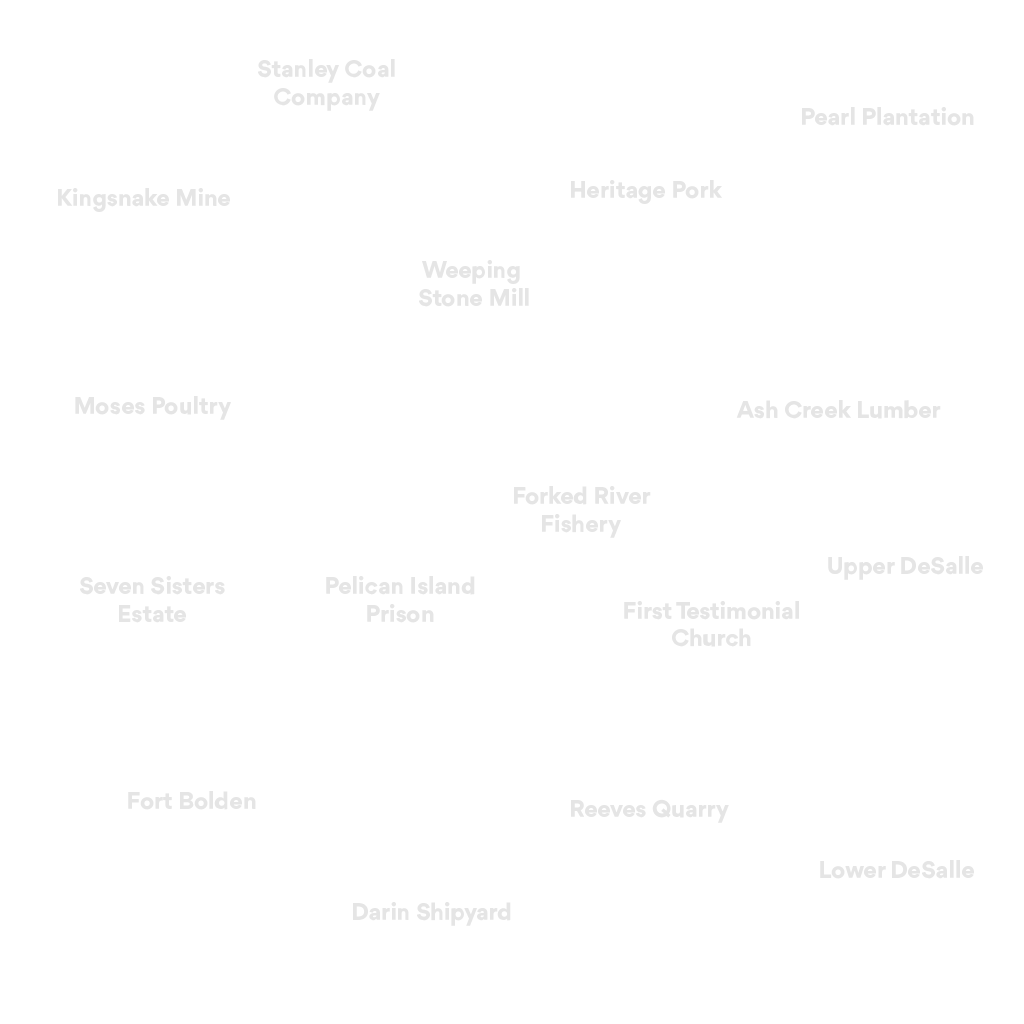 Stanley Coal
Company
Pearl Plantation
Kingsnake Mine
Heritage Pork
Weeping
Stone Mill
Moses Poultry
Ash Creek Lumber
Forked River
Fishery
Upper DeSalle
Seven Sisters
Estate
Pelican Island
Prison
First Testimonial
Church
Fort Bolden
Reeves Quarry
Lower DeSalle
Darin Shipyard